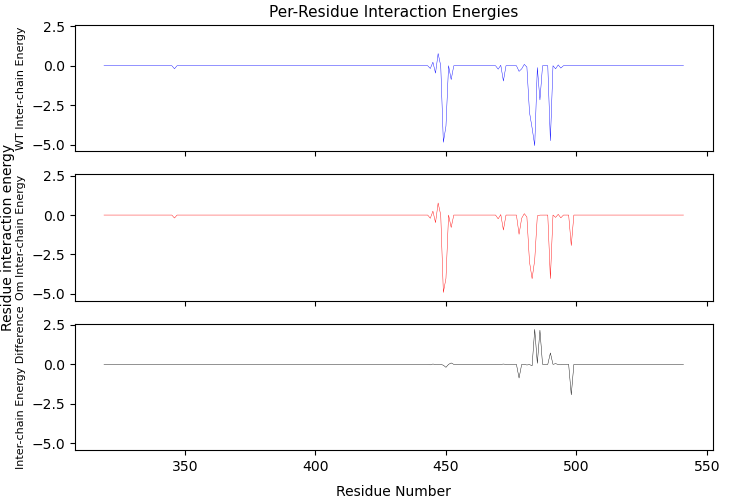 Per-Residue Interaction Energies
Residue interaction energy
WT Inter-chain Energy
2.5
0.0
−2.5
−5.0
Om Inter-chain Energy
2.5
0.0
−2.5
−5.0
Inter-chain Energy Difference
2.5
0.0
−2.5
−5.0
350 400 450 500 550
Residue Number